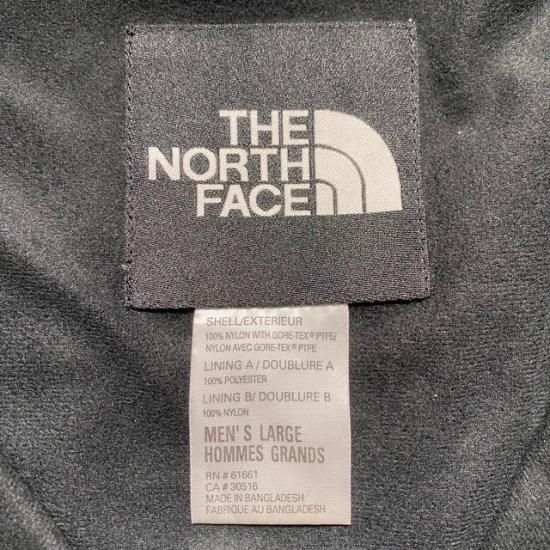 THE
NORTH
FACE
SHELL/EXTERIEUR
100% NYLON WITH GORE-TEX® PTFE/
NYLON AVEC GORE-TEX® PTFE
LINING A / DOUBLURE A
100% POLYESTER
LINING B/ DOUBLURE B
100% NYLON
MEN'S LARGE
HOMMES GRANDS
RN # 61661
CA # 30516
MADE IN BANGLADESH
FABRIQUE AU BANGLADESH